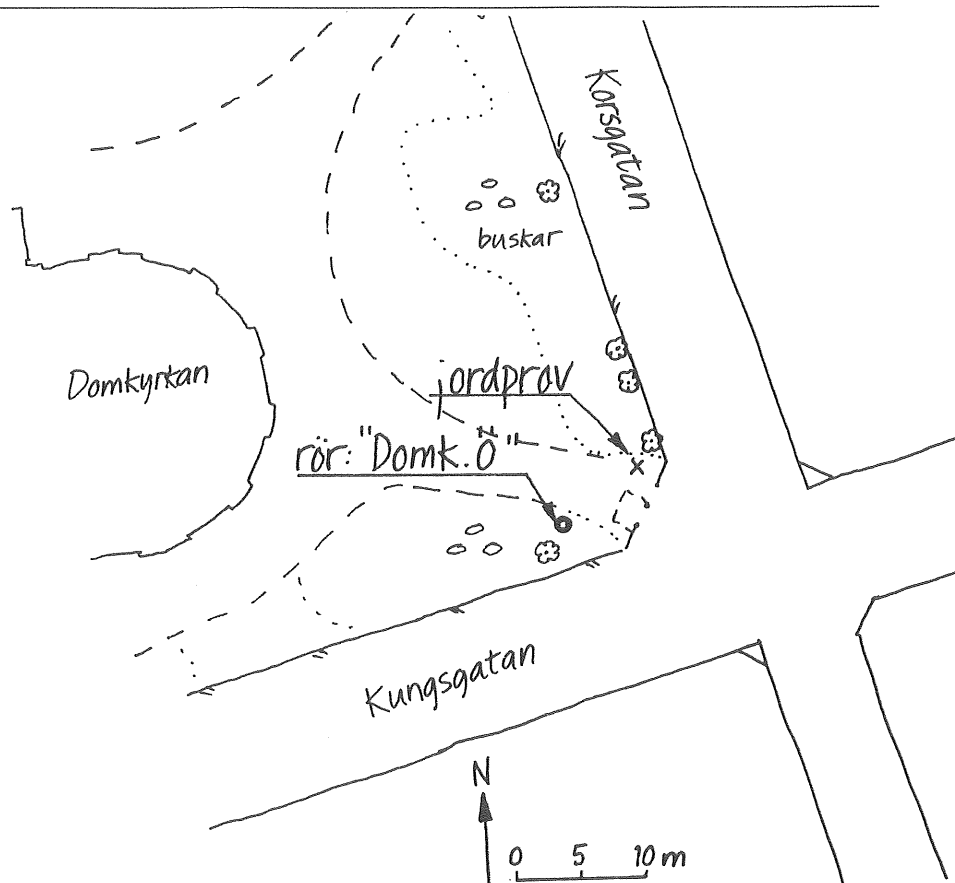 Korsgatan
buskar
Domkyrkan
jordprov
rör: "Domk. Ö"
Kungsgatan
N
0 5 10 m